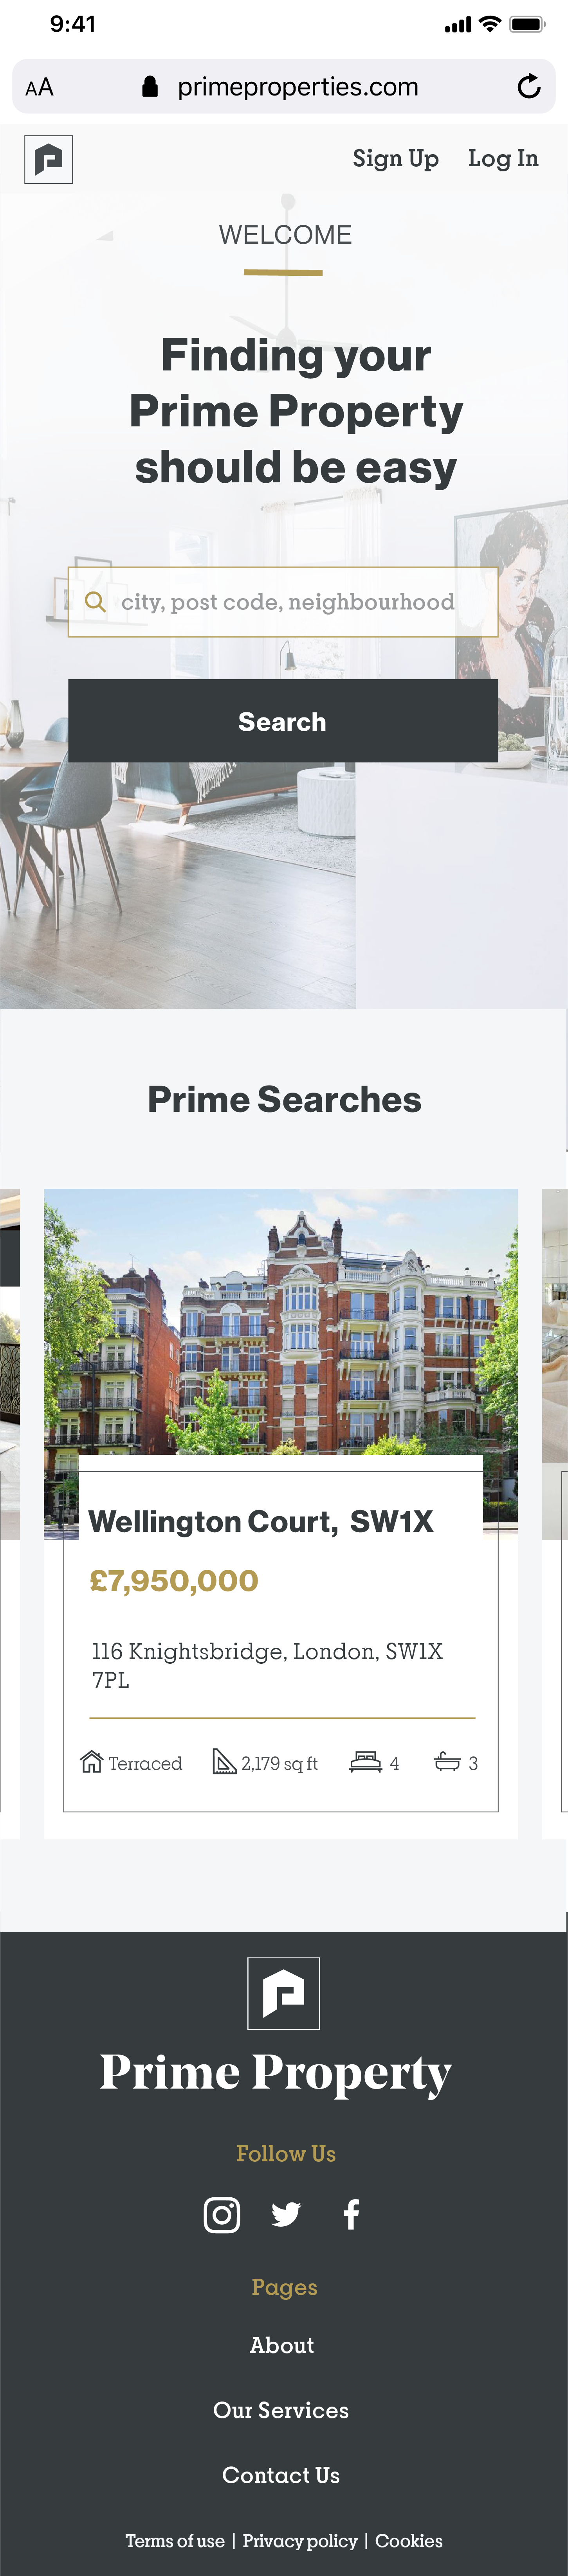 9:41
AA primeproperties.com
Sign Up Log In
WELCOME
Finding your
Prime Property
should be easy
city, post code, neighbourhood
Search
Prime Searches
Wellington Court, SW1X
£7,950,000
116 Knightsbridge, London, SW1X
7PL
Terraced 2,179 sq ft 4 3
Prime Property
Follow Us
Pages
About
Our Services
Contact Us
Terms of use | Privacy policy | Cookies